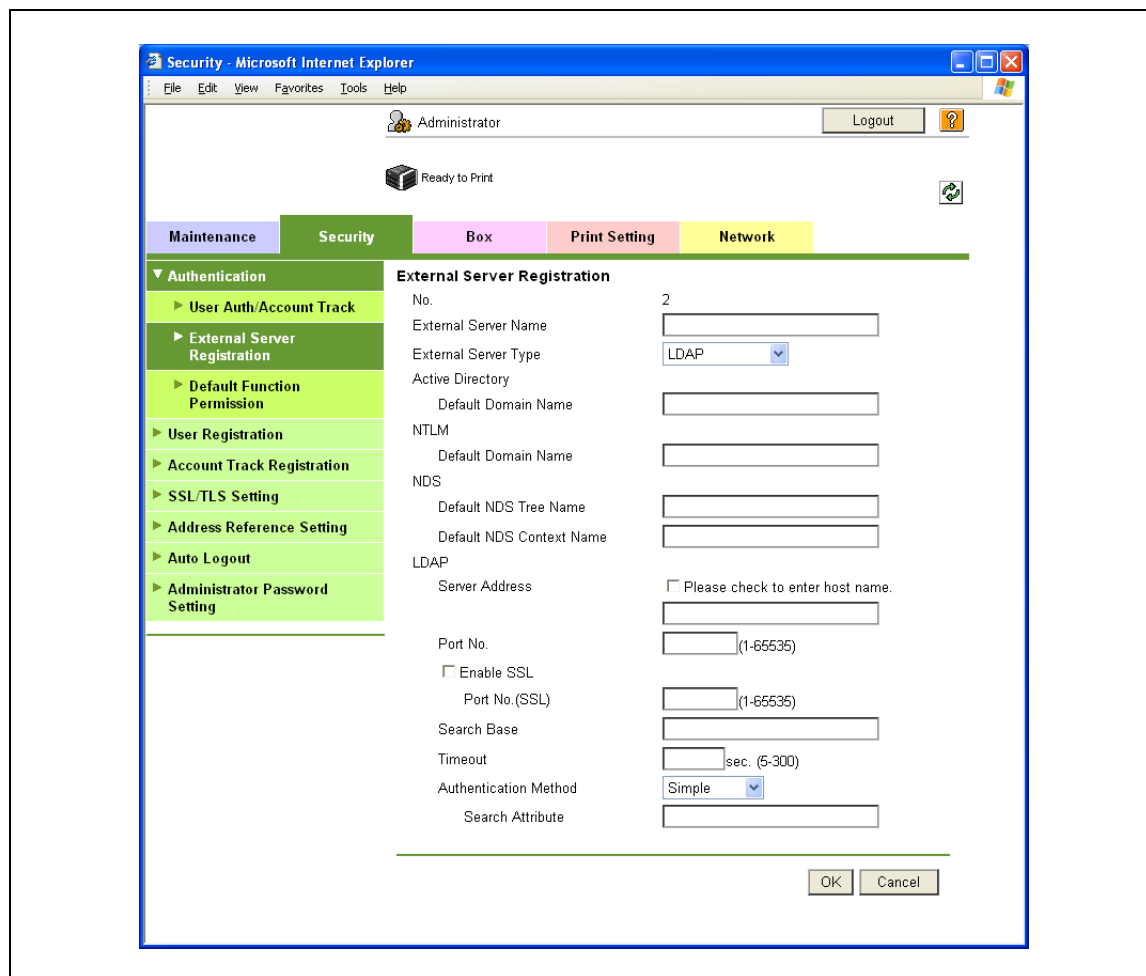 Security - Microsoft Internet Explorer
File Edit View Favorites Tools Help
Administrator
Logout
?
Ready to Print
Maintenance
Security
Box
Print Setting
Network
Authentication
User Auth/Account Track
External Server
Registration
Default Function
Permission
User Registration
Account Track Registration
SSL/TLS Setting
Address Reference Setting
Auto Logout
Administrator Password
Setting
External Server Registration
No. 2
External Server Name
External Server Type LDAP
Active Directory
Default Domain Name
NTLM
Default Domain Name
NDS
Default NDS Tree Name
Default NDS Context Name
LDAP
Server Address Please check to enter host name.
Port No. (1-65535)
Enable SSL
Port No.(SSL) (1-65535)
Search Base
Timeout sec. (5-300)
Authentication Method Simple
Search Attribute
OK Cancel